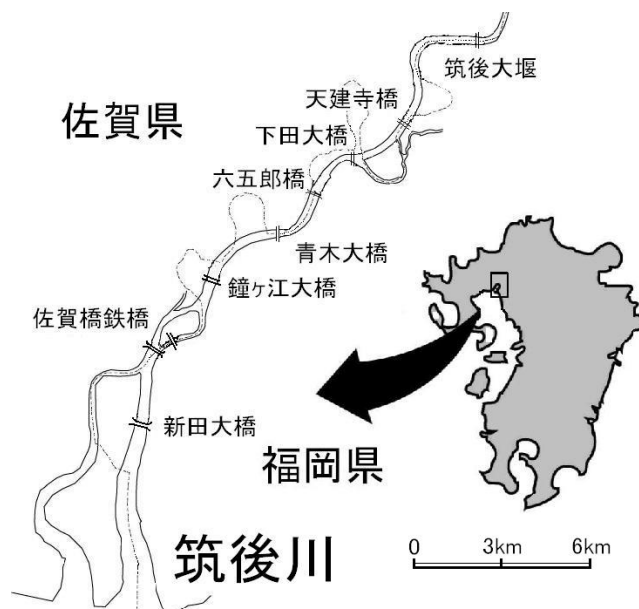 筑後大堰
天建寺橋
佐賀県
下田大橋
六五郎橋
青木大橋
鐘ヶ江大橋
佐賀橋鉄橋
新田大橋
福岡県
筑後川
0 3km 6km